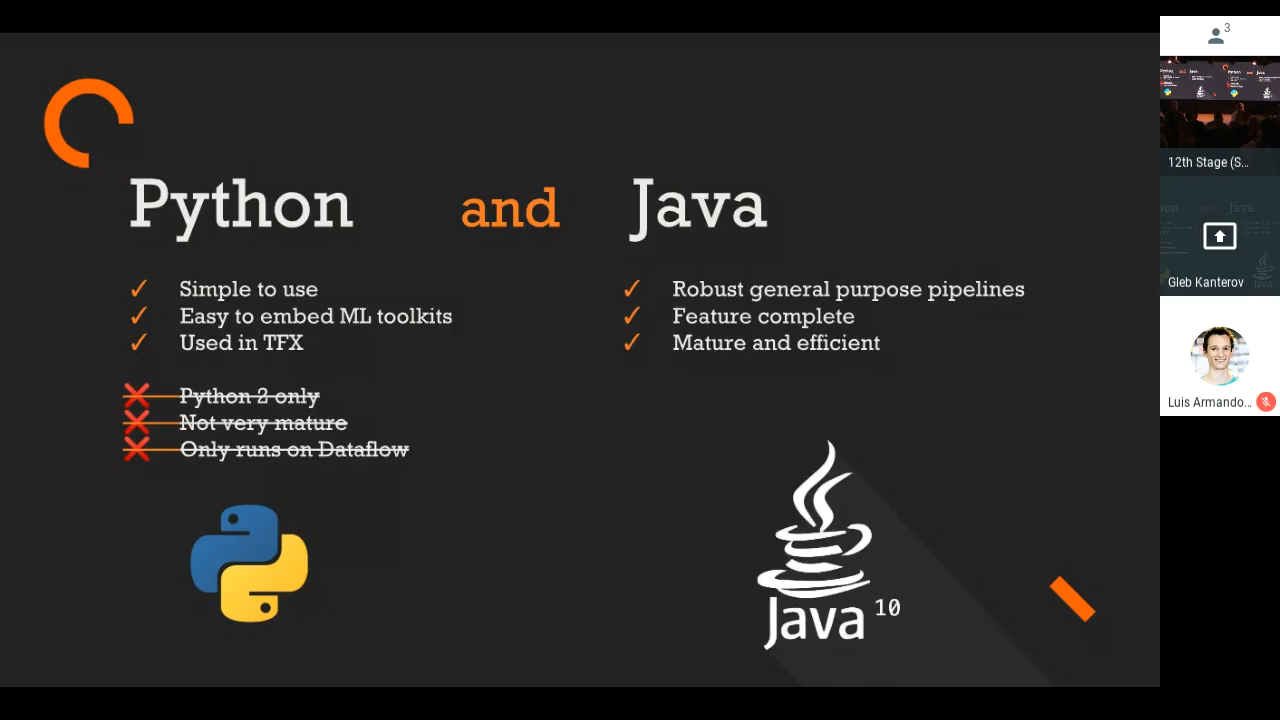 Python and Java
✓ Simple to use
✓ Easy to embed ML toolkits
✓ Used in TFX
❌ Python 2 only
❌ Not very mature
❌ Only runs on Dataflow
✓ Robust general purpose pipelines
✓ Feature complete
✓ Mature and efficient
Java 10
3
12th Stage (S...
Gleb Kanterov
Luis Armando...